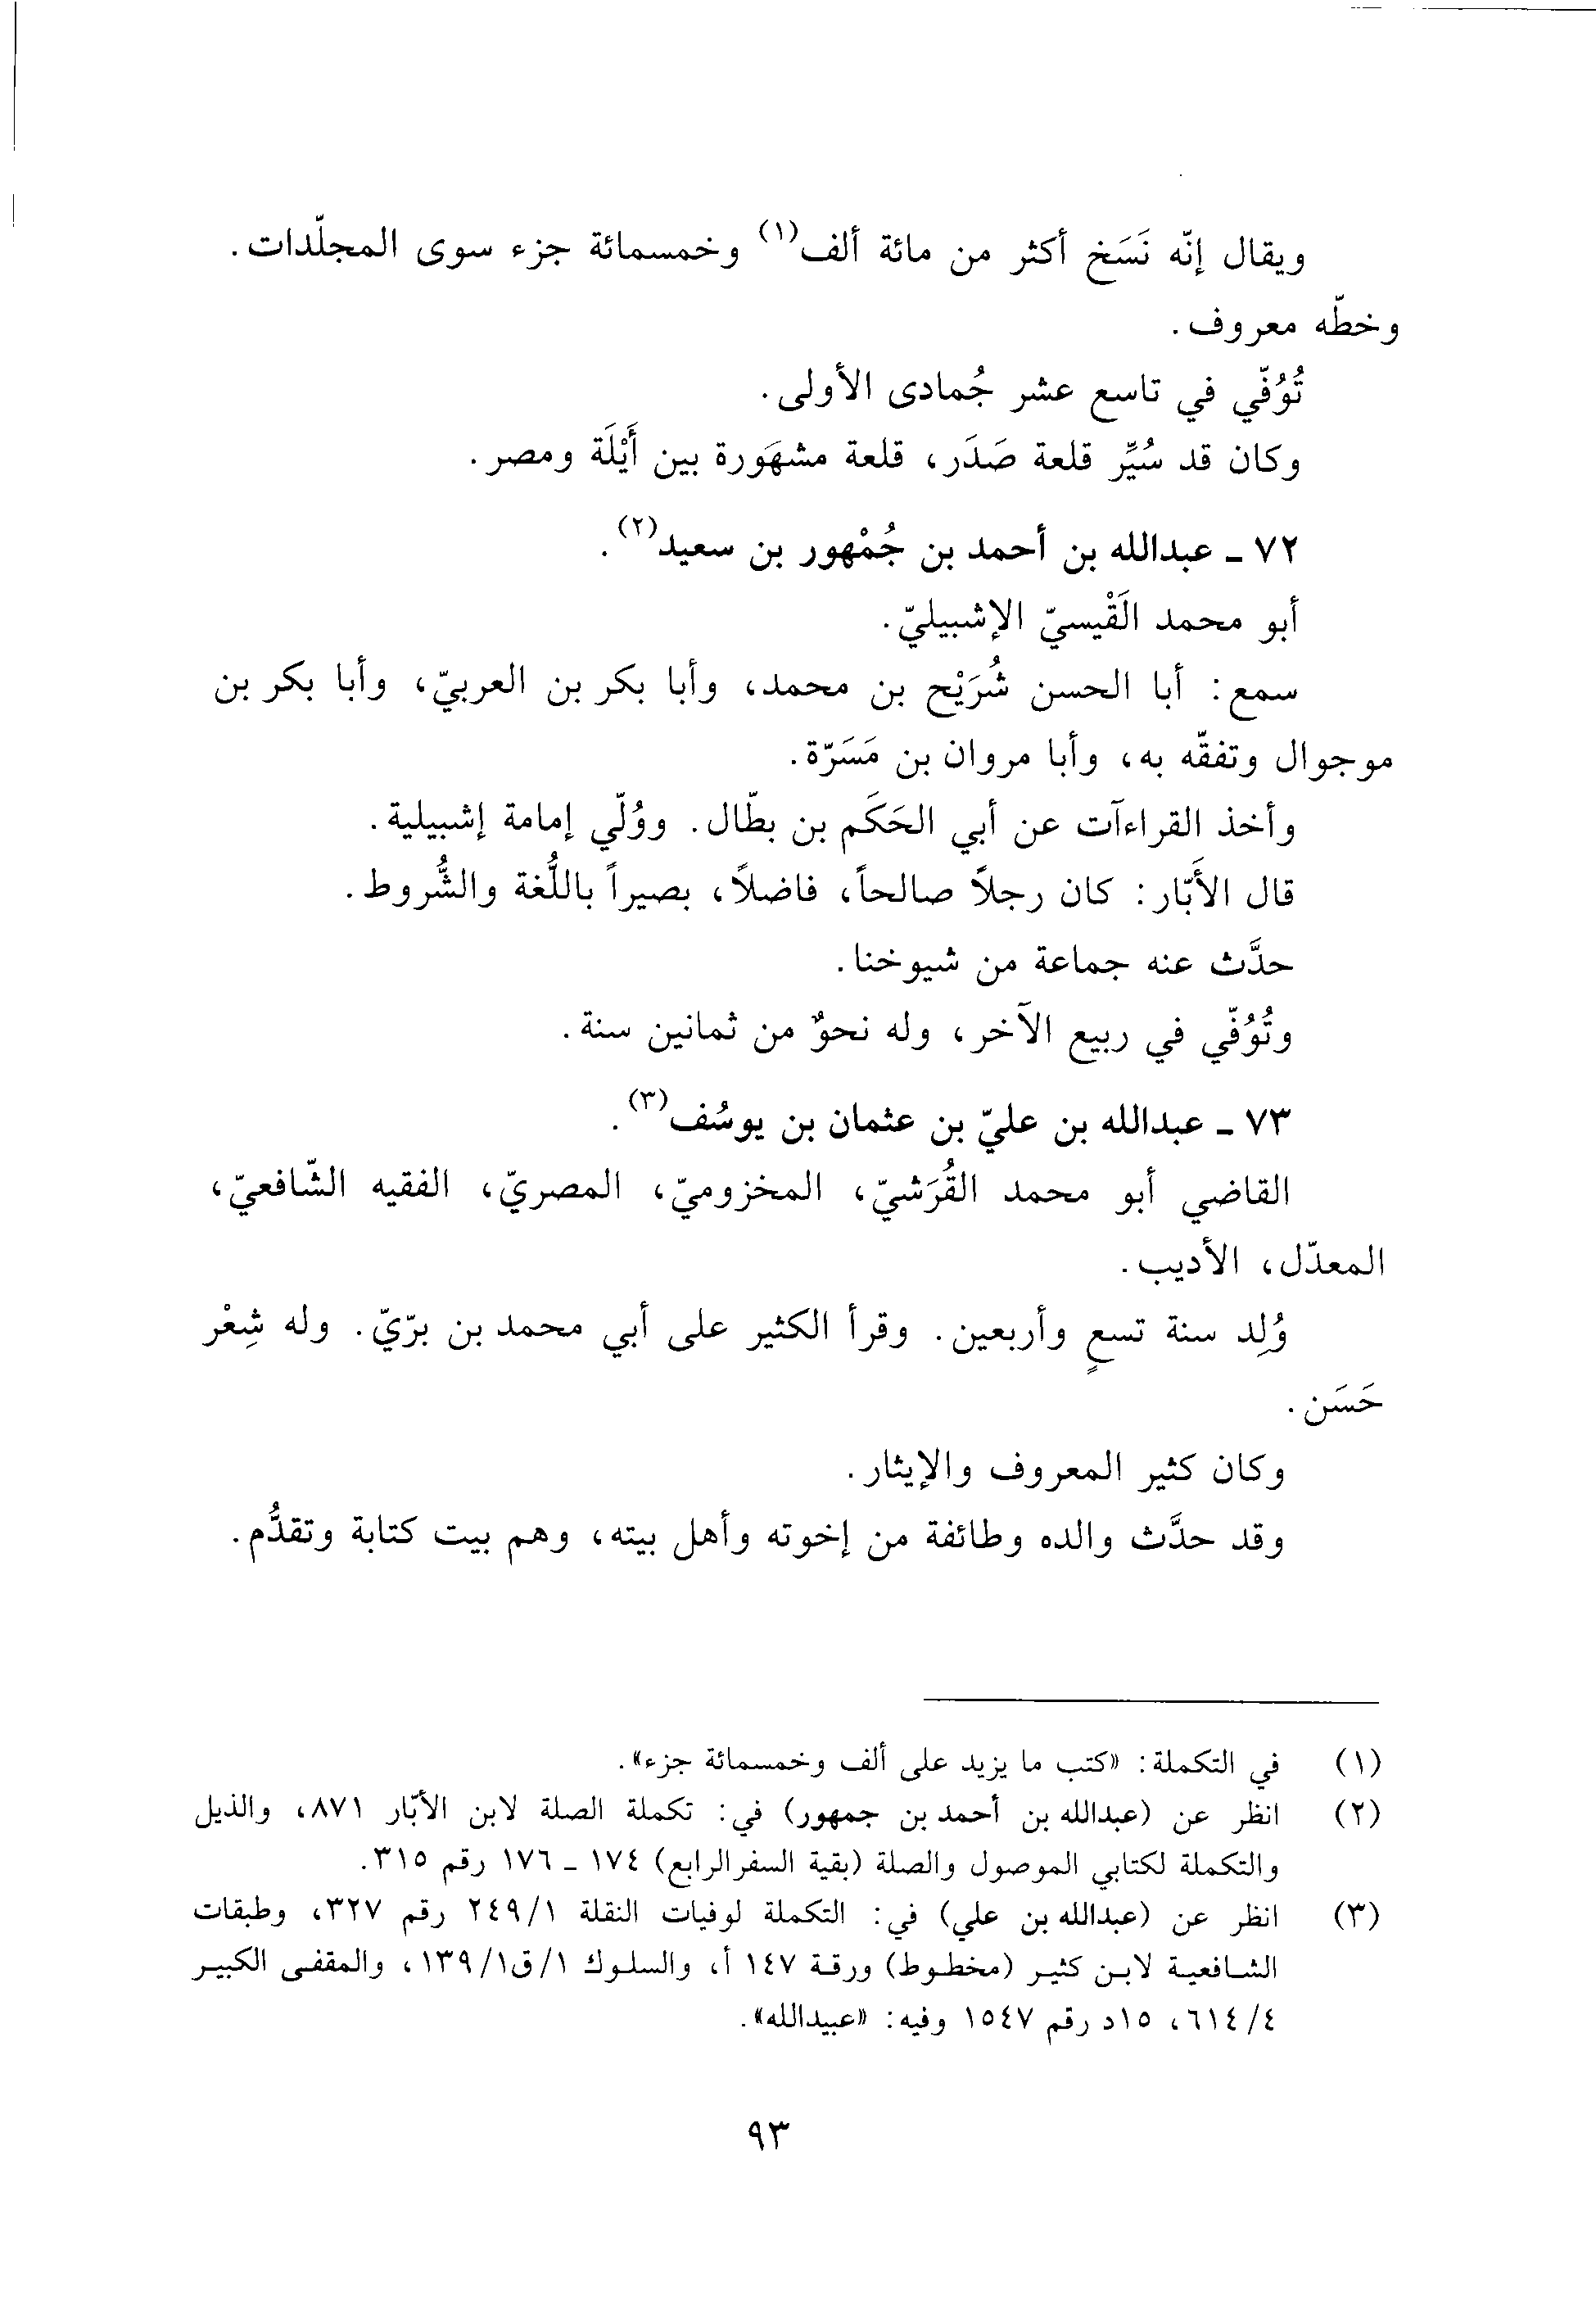 ويقال إنّه نَسَخ أكثر من مائة ألف(١) وخمسمائة جزء سوى المجلّدات.
وخطّه معروف.
تُوُفّي في تاسع عشر جُمادى الأولى.
وكان قد سُيِّر قلعة صَدَر، قلعة مشهَورة بين أَيْلَة ومصر.
٧٢ ـ عبدالله بن أحمد بن جُمْهور بن سعيد(٢).
أبو محمد القَْيسيّ الإشبيليّ.
سمع: أبا الحسن شُرَيْح بن محمد، وأبا بكر بن العربيّ، وأبا بكر بن
موجوال وتفقّه به، وأبا مروان بن مَسَرّة.
وأخذ القراءآت عن أبي الحَكَم بن بطّال. ووُلّي إمامة إشبيلية.
قال الأَبّار: كان رجلاً صالحاً، فاضلاً، بصيراً باللُّغة والشُّروط.
حدَّث عنه جماعة من شيوخنا.
وتُوُفّي في ربيع الآخر، وله نحوٌ من ثمانين سنة.
٧٣ ـ عبدالله بن عليّ بن عثمان بن يوسُف(٣).
القاضي أبو محمد القُرَشيّ، المخزوميّ، المصريّ، الفقيه الشّافعيّ،
المعدّل، الأديب.
وُلِد سنة تسعٍ وأربعين. وقرأ الكثير على أبي محمد بن برّيّ. وله شِعْر
حَسَن.
وكان كثير المعروف والإيثار.
وقد حدَّث والده وطائفة من إخوته وأهل بيته، وهم بيت كتابة وتقدُّم.
(١) في التكملة: «كتب ما يزيد على ألف وخمسمائة جزء».
(٢) انظر عن (عبدالله بن أحمد بن جمهور) في: تكملة الصلة لابن الأبّار ٨٧١، والذيل
والتكملة لكتابي الموصول والصلة (بقية السفر الرابع) ١٧٤ ـ ١٧٦ رقم ٣١٥.
(٣) انظر عن (عبدالله بن علي) في: التكملة لوفيات النقلة ١/٢٤٩ رقم ٣٢٧، وطبقات
الشافعية لابن كثير (مخطوط) ورقة ١٤٧ أ، والسلوك ١/ق١/١٣٩، والمقفى الكبير
٤/٦١٤، ١٥د رقم ١٥٤٧ وفيه: «عبيدالله».
٩٣